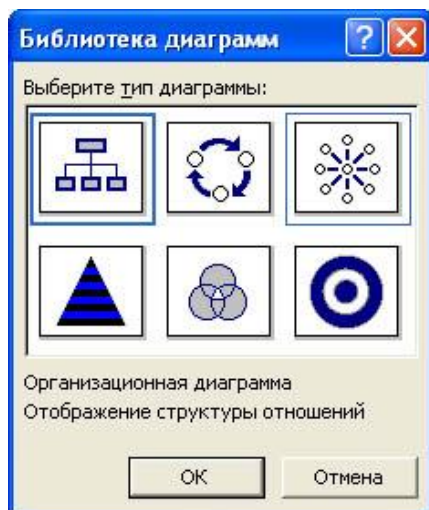 Библиотека диаграмм
Выберите тип диаграммы:
Организационная диаграмма
Отображение структуры отношений
ОК
Отмена